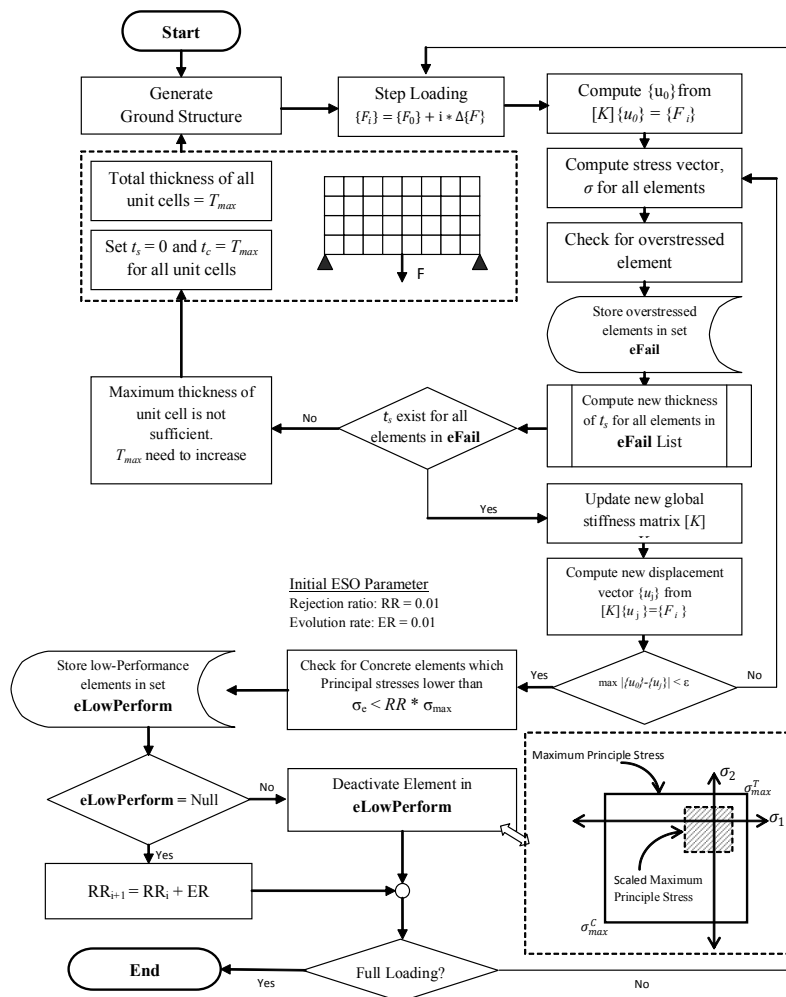 Start
Generate
Ground Structure
Step Loading
{Fᵢ} = {F₀} + i ∗ Δ{F}
Compute {u₀}from
[K]{u₀} = {Fᵢ}
Total thickness of all
unit cells = Tₘₐₓ
Set tₛ = 0 and t꜀ = Tₘₐₓ
for all unit cells
F
Compute stress vector,
σ for all elements
Check for overstressed
element
Store overstressed
elements in set
eFail
Compute new thickness
of tₛ for all elements in
eFail List
tₛ exist for all
elements in eFail
No
Maximum thickness of
unit cell is not
sufficient.
Tₘₐₓ need to increase
Yes
Update new global
stiffness matrix [K]
Compute new displacement
vector {uⱼ} from
[K]{uⱼ}={Fᵢ}
Initial ESO Parameter
Rejection ratio: RR = 0.01
Evolution rate: ER = 0.01
max |{u₀}-{uⱼ}| < ε
No
Yes
Check for Concrete elements which
Principal stresses lower than
σₑ < RR * σₘₐₓ
Store low-Performance
elements in set
eLowPerform
eLowPerform = Null
No
Deactivate Element in
eLowPerform
Yes
RRᵢ₊₁ = RRᵢ + ER
Maximum Principle Stress
σ₂
σᵀₘₐₓ
σ₁
Scaled Maximum
Principle Stress
σᶜₘₐₓ
Full Loading?
Yes
No
End